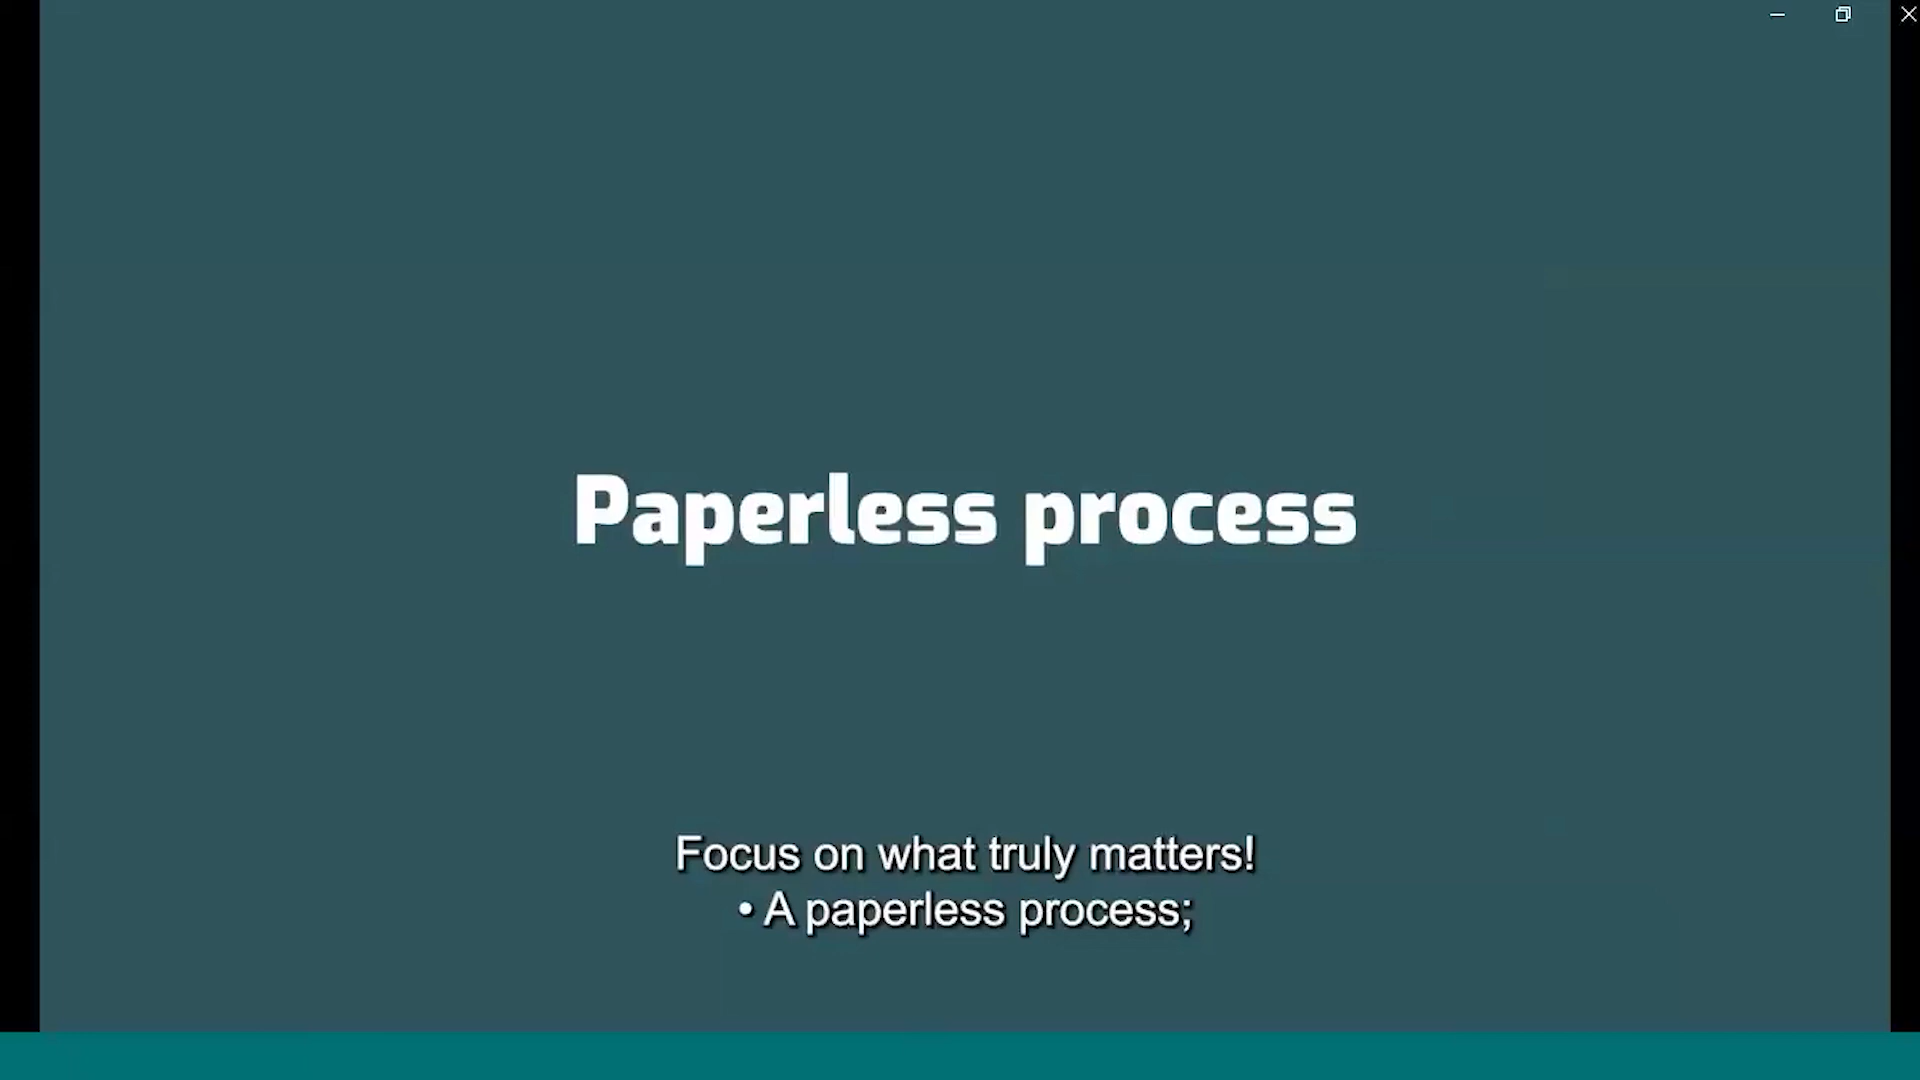 Paperless process
Focus on what truly matters!
• A paperless process;